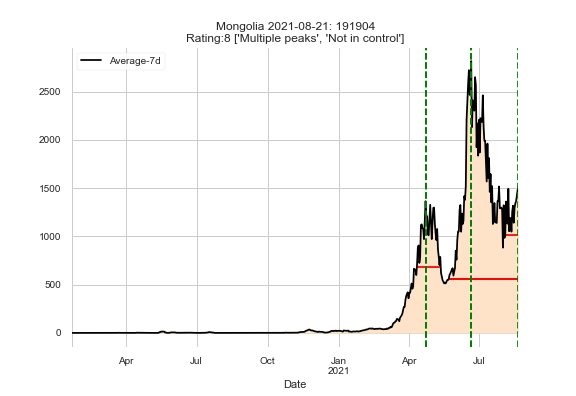 Mongolia 2021-08-21: 191904
Rating:8 ['Multiple peaks', 'Not in control']
Average-7d
2500
2000
1500
1000
500
0
Apr Jul Oct Jan Apr Jul
2021
Date